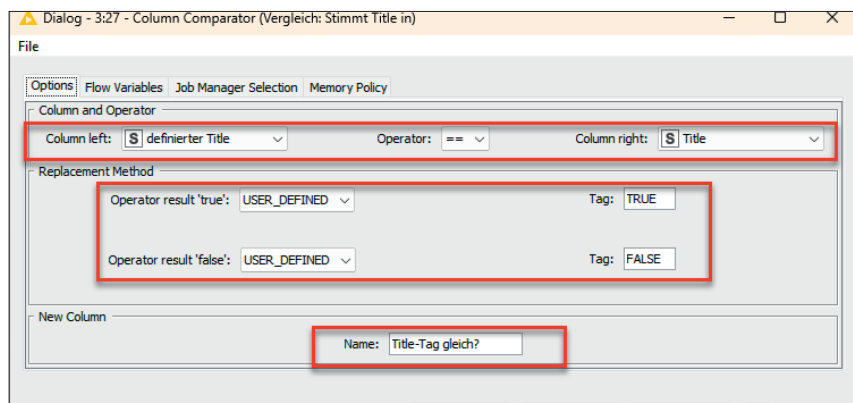 Dialog - 3:27 - Column Comparator (Vergleich: Stimmt Title in)
File
Options Flow Variables Job Manager Selection Memory Policy
Column and Operator
Column left: S definierter Title Operator: == Column right: S Title
Replacement Method
Operator result 'true': USER_DEFINED Tag: TRUE
Operator result 'false': USER_DEFINED Tag: FALSE
New Column
Name: Title-Tag gleich?